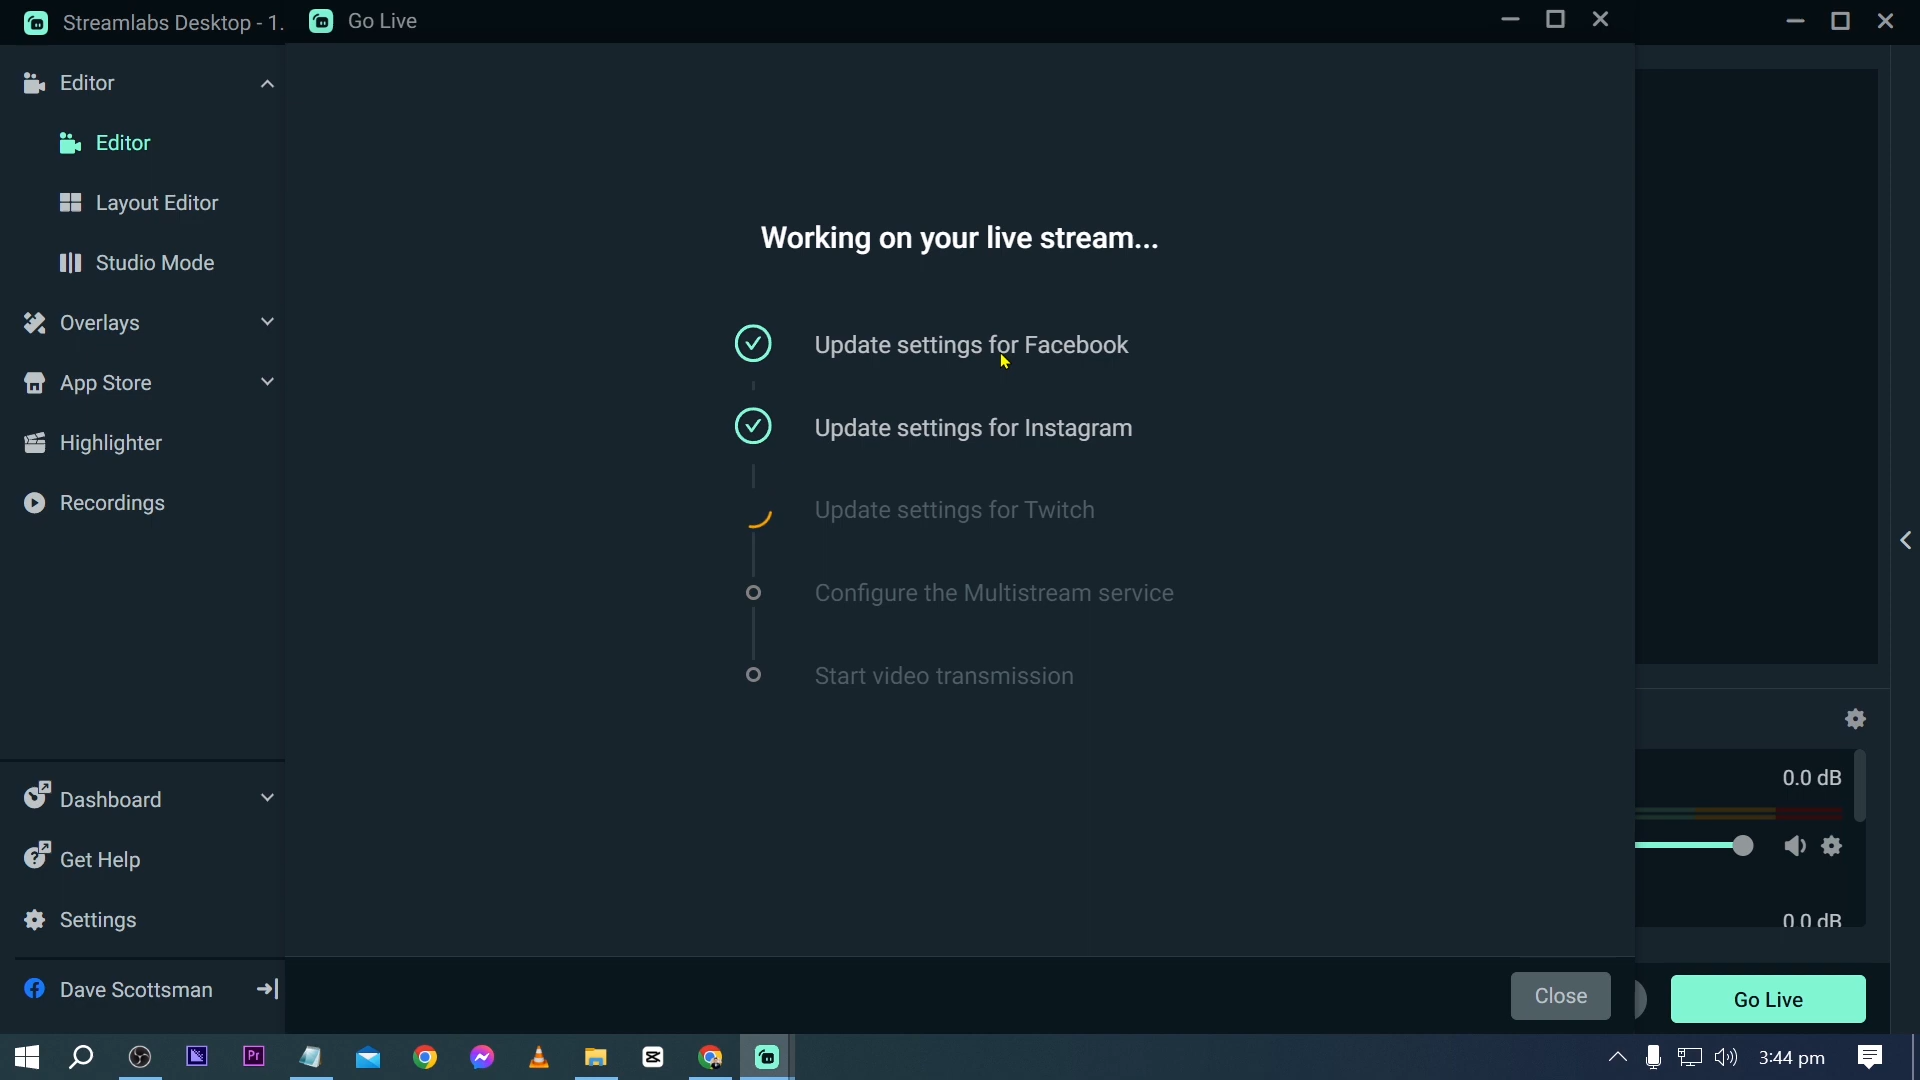 Streamlabs Desktop - 1.
Go Live
Editor
Editor
Layout Editor
Studio Mode
Overlays
App Store
Highlighter
Recordings
Working on your live stream...
Update settings for Facebook
Update settings for Instagram
Update settings for Twitch
Configure the Multistream service
Start video transmission
0.0 dB
0.0 dB
Dashboard
Get Help
Settings
Dave Scottsman
Close
Go Live
Pr
3:44 pm